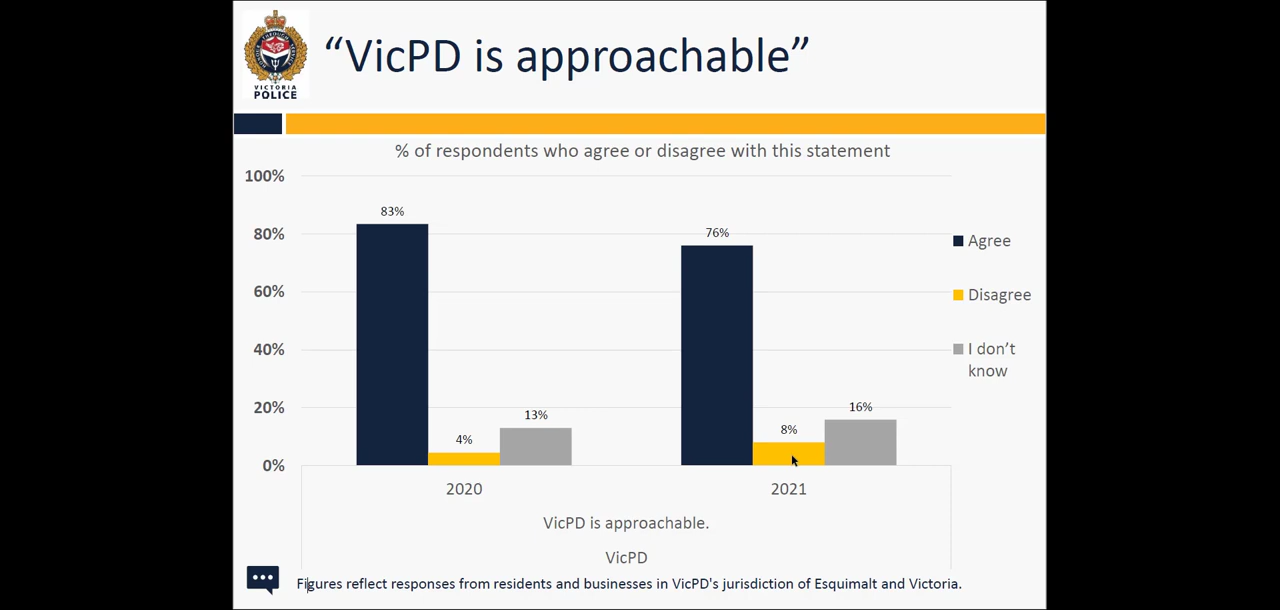 “VicPD is approachable”
VICTORIA
POLICE
% of respondents who agree or disagree with this statement
100%
80%
60%
40%
20%
0%
83%
4%
13%
76%
8%
16%
Agree
Disagree
I don’t
know
2020
2021
VicPD is approachable.
VicPD
Figures reflect responses from residents and businesses in VicPD's jurisdiction of Esquimalt and Victoria.